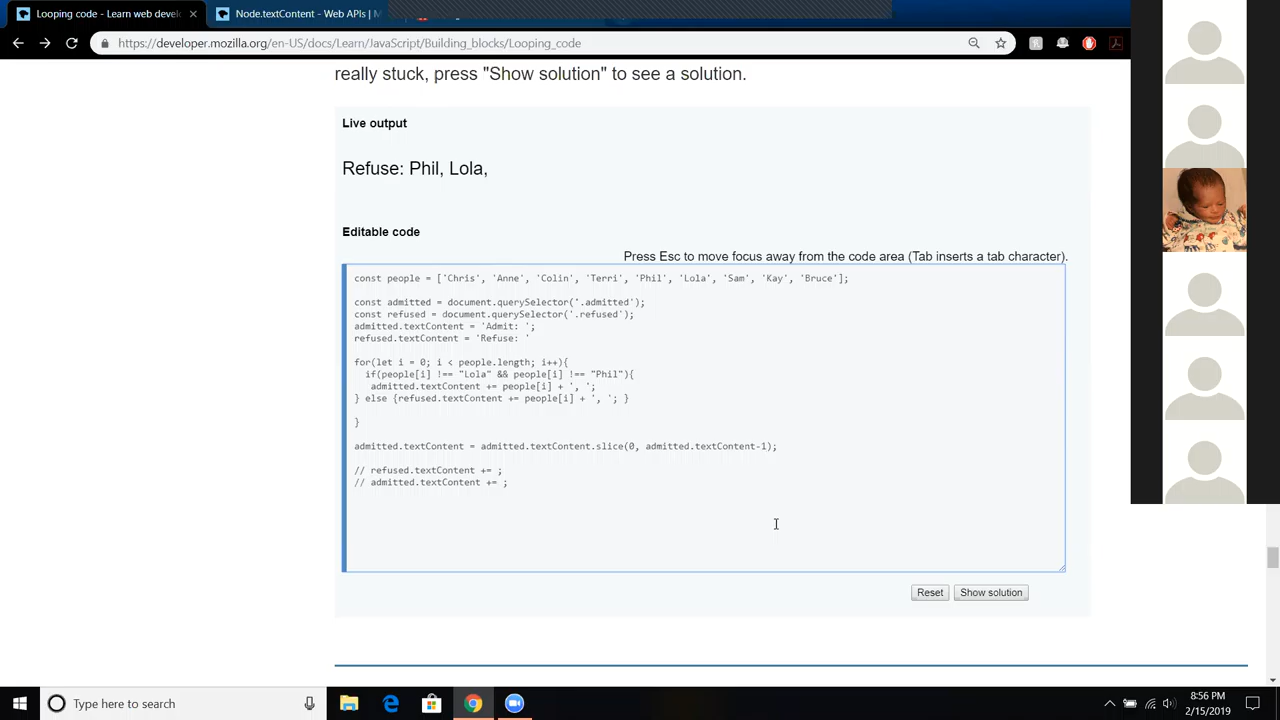 Looping code - Learn web devel
Node.textContent - Web APIs | M
https://developer.mozilla.org/en-US/docs/Learn/JavaScript/Building_blocks/Looping_code
really stuck, press "Show solution" to see a solution.
Live output
Refuse: Phil, Lola,
Editable code
Press Esc to move focus away from the code area (Tab inserts a tab character).
const people = ['Chris', 'Anne', 'Colin', 'Terri', 'Phil', 'Lola', 'Sam', 'Kay', 'Bruce'];
const admitted = document.querySelector('.admitted');
const refused = document.querySelector('.refused');
admitted.textContent = 'Admit: ';
refused.textContent = 'Refuse: '
for(let i = 0; i < people.length; i++){
if(people[i] !== "Lola" && people[i] !== "Phil"){
admitted.textContent += people[i] + ', ';
} else {refused.textContent += people[i] + ', '; }
}
admitted.textContent = admitted.textContent.slice(0, admitted.textContent-1);
// refused.textContent += ;
// admitted.textContent += ;
Reset
Show solution
Type here to search
8:56 PM
2/15/2019